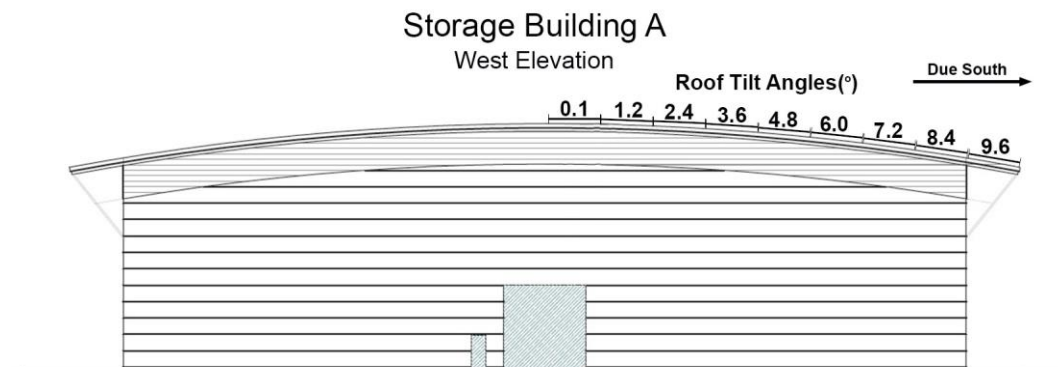 Storage Building A
West Elevation
Due South
Roof Tilt Angles(°)
0.1 1.2 2.4 3.6 4.8 6.0 7.2 8.4 9.6